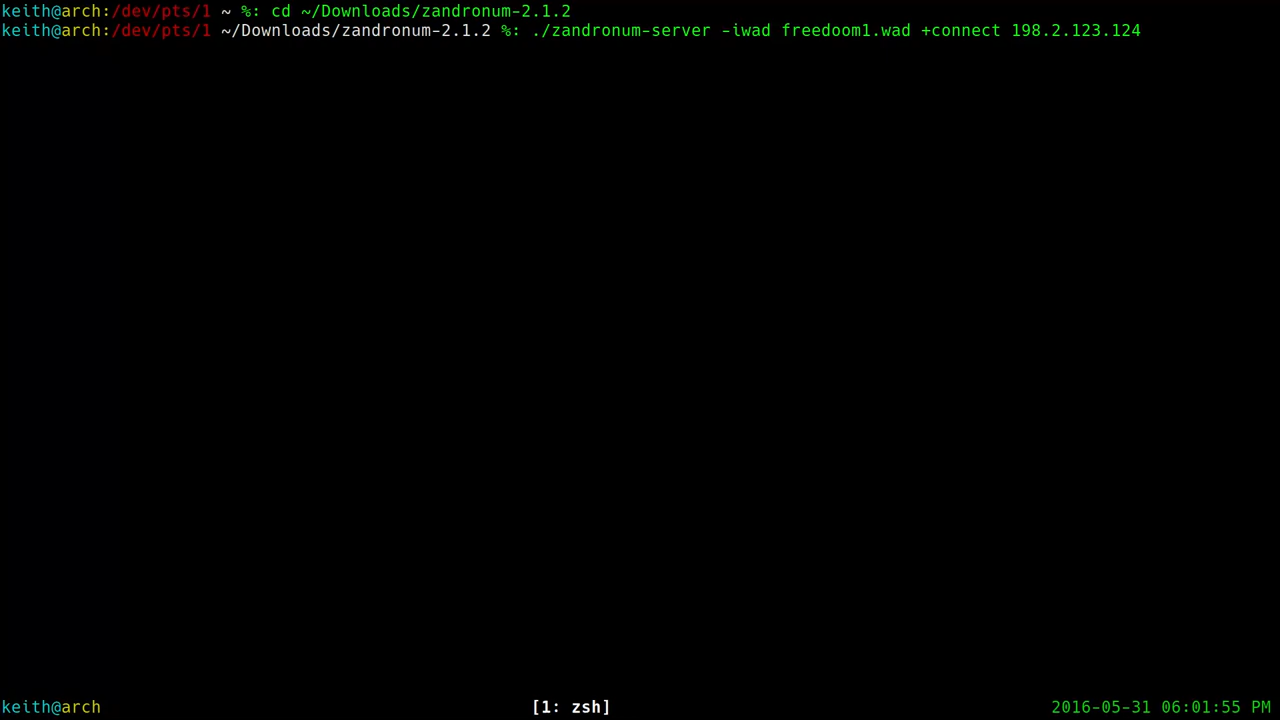 keith@arch:/dev/pts/1 ~ %: cd ~/Downloads/zandronum-2.1.2
keith@arch:/dev/pts/1 ~/Downloads/zandronum-2.1.2 %: ./zandronum-server -iwad freedoom1.wad +connect 198.2.123.124
keith@arch [1: zsh] 2016-05-31 06:01:55 PM